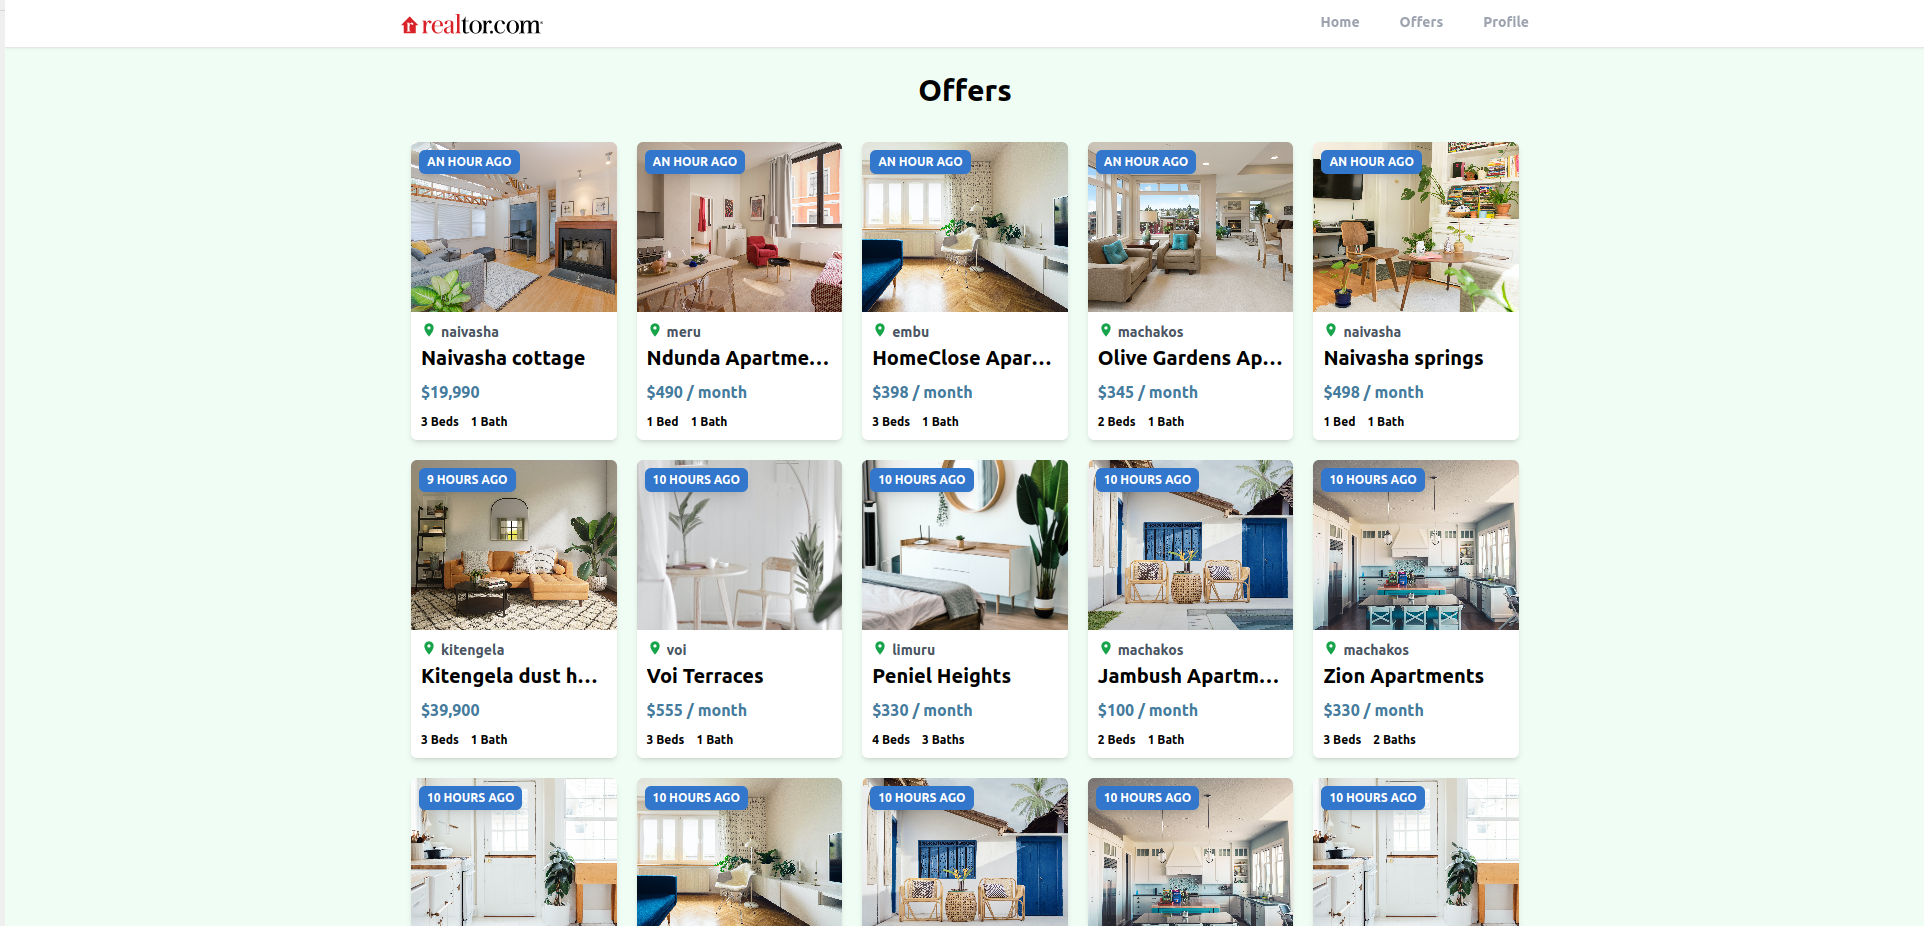 realtor.com
Home Offers Profile
Offers
AN HOUR AGO
naivasha
Naivasha cottage
$19,990
3 Beds 1 Bath
AN HOUR AGO
meru
Ndunda Apartme...
$490 / month
1 Bed 1 Bath
AN HOUR AGO
embu
HomeClose Apar...
$398 / month
3 Beds 1 Bath
AN HOUR AGO
machakos
Olive Gardens Ap...
$345 / month
2 Beds 1 Bath
AN HOUR AGO
naivasha
Naivasha springs
$498 / month
1 Bed 1 Bath
9 HOURS AGO
kitengela
Kitengela dust h...
$39,900
3 Beds 1 Bath
10 HOURS AGO
voi
Voi Terraces
$555 / month
3 Beds 1 Bath
10 HOURS AGO
limuru
Peniel Heights
$330 / month
4 Beds 3 Baths
10 HOURS AGO
machakos
Jambush Apartm...
$100 / month
2 Beds 1 Bath
10 HOURS AGO
machakos
Zion Apartments
$330 / month
3 Beds 2 Baths
10 HOURS AGO
10 HOURS AGO
10 HOURS AGO
10 HOURS AGO
10 HOURS AGO